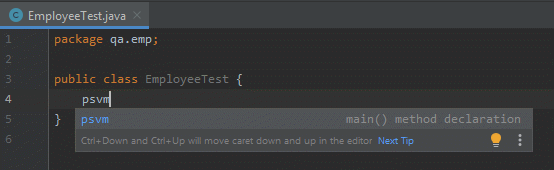 EmployeeTest.java
1 package qa.emp;
2
3 public class EmployeeTest {
4 psvm
psvm main() method declaration
5 }
Ctrl+Down and Ctrl+Up will move caret down and up in the editor Next Tip
6